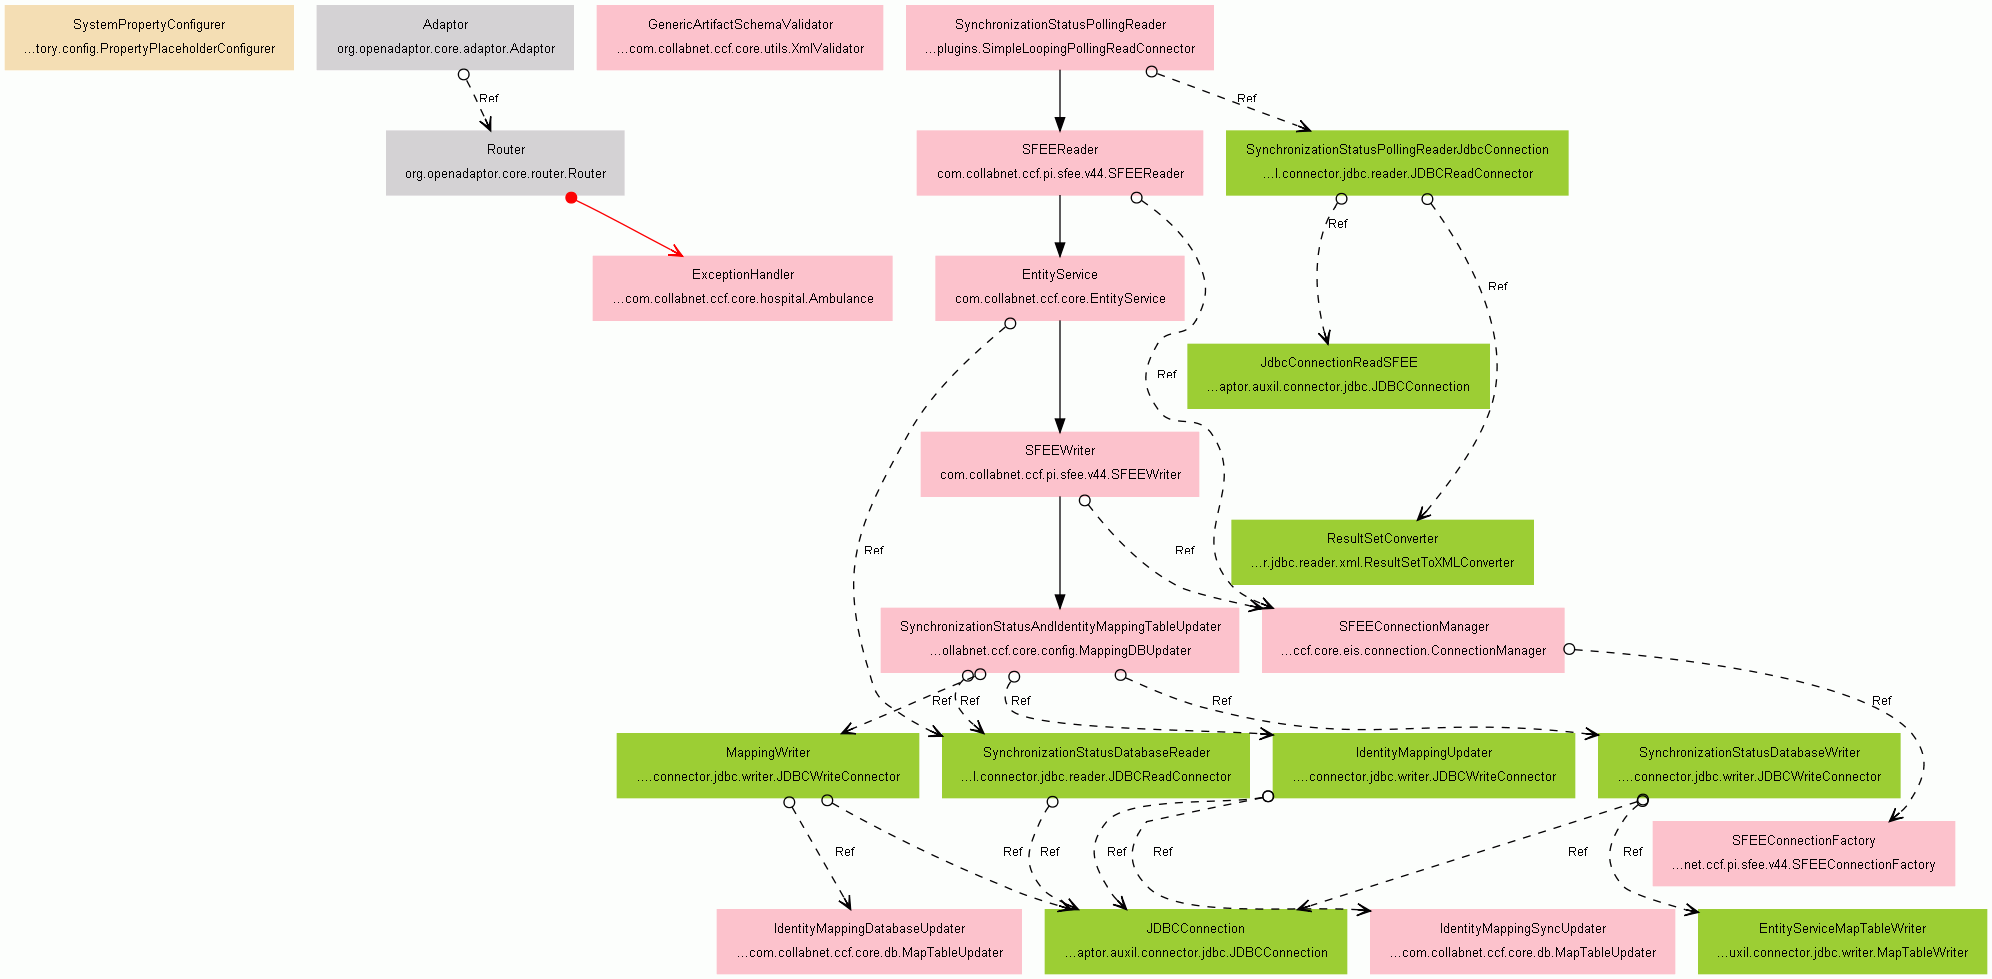 SystemPropertyConfigurer
...tory.config.PropertyPlaceholderConfigurer
Adaptor
org.openadaptor.core.adaptor.Adaptor
GenericArtifactSchemaValidator
...com.collabnet.ccf.core.utils.XmlValidator
SynchronizationStatusPollingReader
...plugins.SimpleLoopingPollingReadConnector
Ref
Ref
Router
org.openadaptor.core.router.Router
SFEEReader
com.collabnet.ccf.pi.sfee.v44.SFEEReader
SynchronizationStatusPollingReaderJdbcConnection
...l.connector.jdbc.reader.JDBCReadConnector
Ref
ExceptionHandler
...com.collabnet.ccf.core.hospital.Ambulance
EntityService
com.collabnet.ccf.core.EntityService
Ref
JdbcConnectionReadSFEE
...aptor.auxil.connector.jdbc.JDBCConnection
Ref
SFEEWriter
com.collabnet.ccf.pi.sfee.v44.SFEEWriter
Ref
Ref
ResultSetConverter
...r.jdbc.reader.xml.ResultSetToXMLConverter
SynchronizationStatusAndIdentityMappingTableUpdater
...ollabnet.ccf.core.config.MappingDBUpdater
SFEEConnectionManager
...ccf.core.eis.connection.ConnectionManager
Ref
Ref
Ref
Ref
Ref
MappingWriter
....connector.jdbc.writer.JDBCWriteConnector
SynchronizationStatusDatabaseReader
...l.connector.jdbc.reader.JDBCReadConnector
IdentityMappingUpdater
....connector.jdbc.writer.JDBCWriteConnector
SynchronizationStatusDatabaseWriter
....connector.jdbc.writer.JDBCWriteConnector
Ref
Ref
Ref
Ref
Ref
Ref
Ref
SFEEConnectionFactory
...net.ccf.pi.sfee.v44.SFEEConnectionFactory
IdentityMappingDatabaseUpdater
...com.collabnet.ccf.core.db.MapTableUpdater
JDBCConnection
...aptor.auxil.connector.jdbc.JDBCConnection
IdentityMappingSyncUpdater
...com.collabnet.ccf.core.db.MapTableUpdater
EntityServiceMapTableWriter
...uxil.connector.jdbc.writer.MapTableWriter